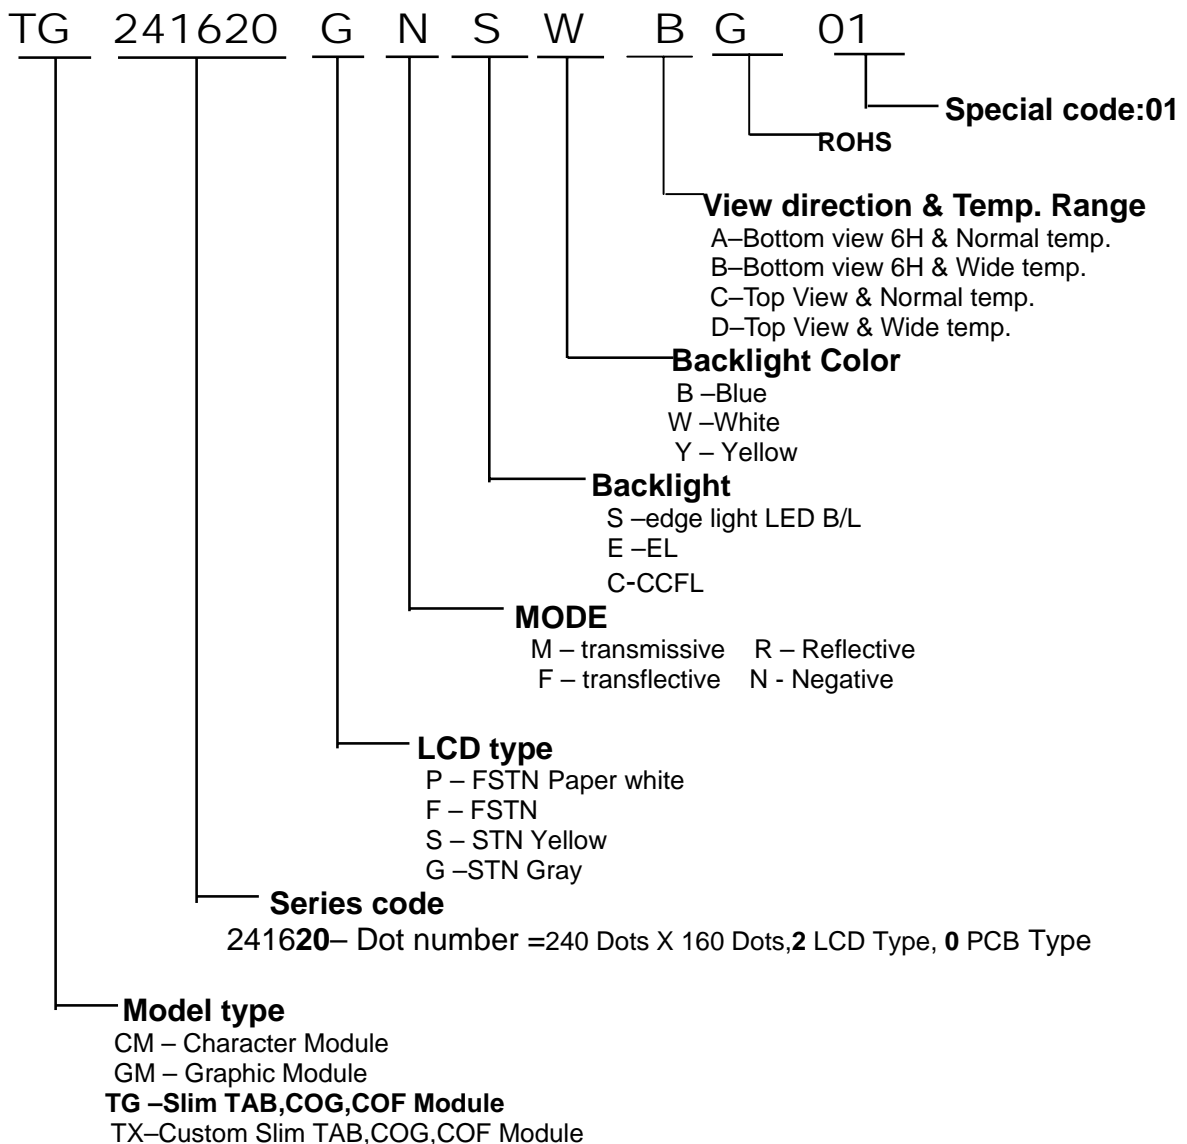 TG 241620 G N S W B G 01
Special code:01
ROHS
View direction & Temp. Range
A–Bottom view 6H & Normal temp.
B–Bottom view 6H & Wide temp.
C–Top View & Normal temp.
D–Top View & Wide temp.
Backlight Color
B –Blue
W –White
Y – Yellow
Backlight
S –edge light LED B/L
E –EL
C-CCFL
MODE
M – transmissive R – Reflective
F – transflective N - Negative
LCD type
P – FSTN Paper white
F – FSTN
S – STN Yellow
G –STN Gray
Series code
241620– Dot number =240 Dots X 160 Dots,2 LCD Type, 0 PCB Type
Model type
CM – Character Module
GM – Graphic Module
TG –Slim TAB,COG,COF Module
TX–Custom Slim TAB,COG,COF Module